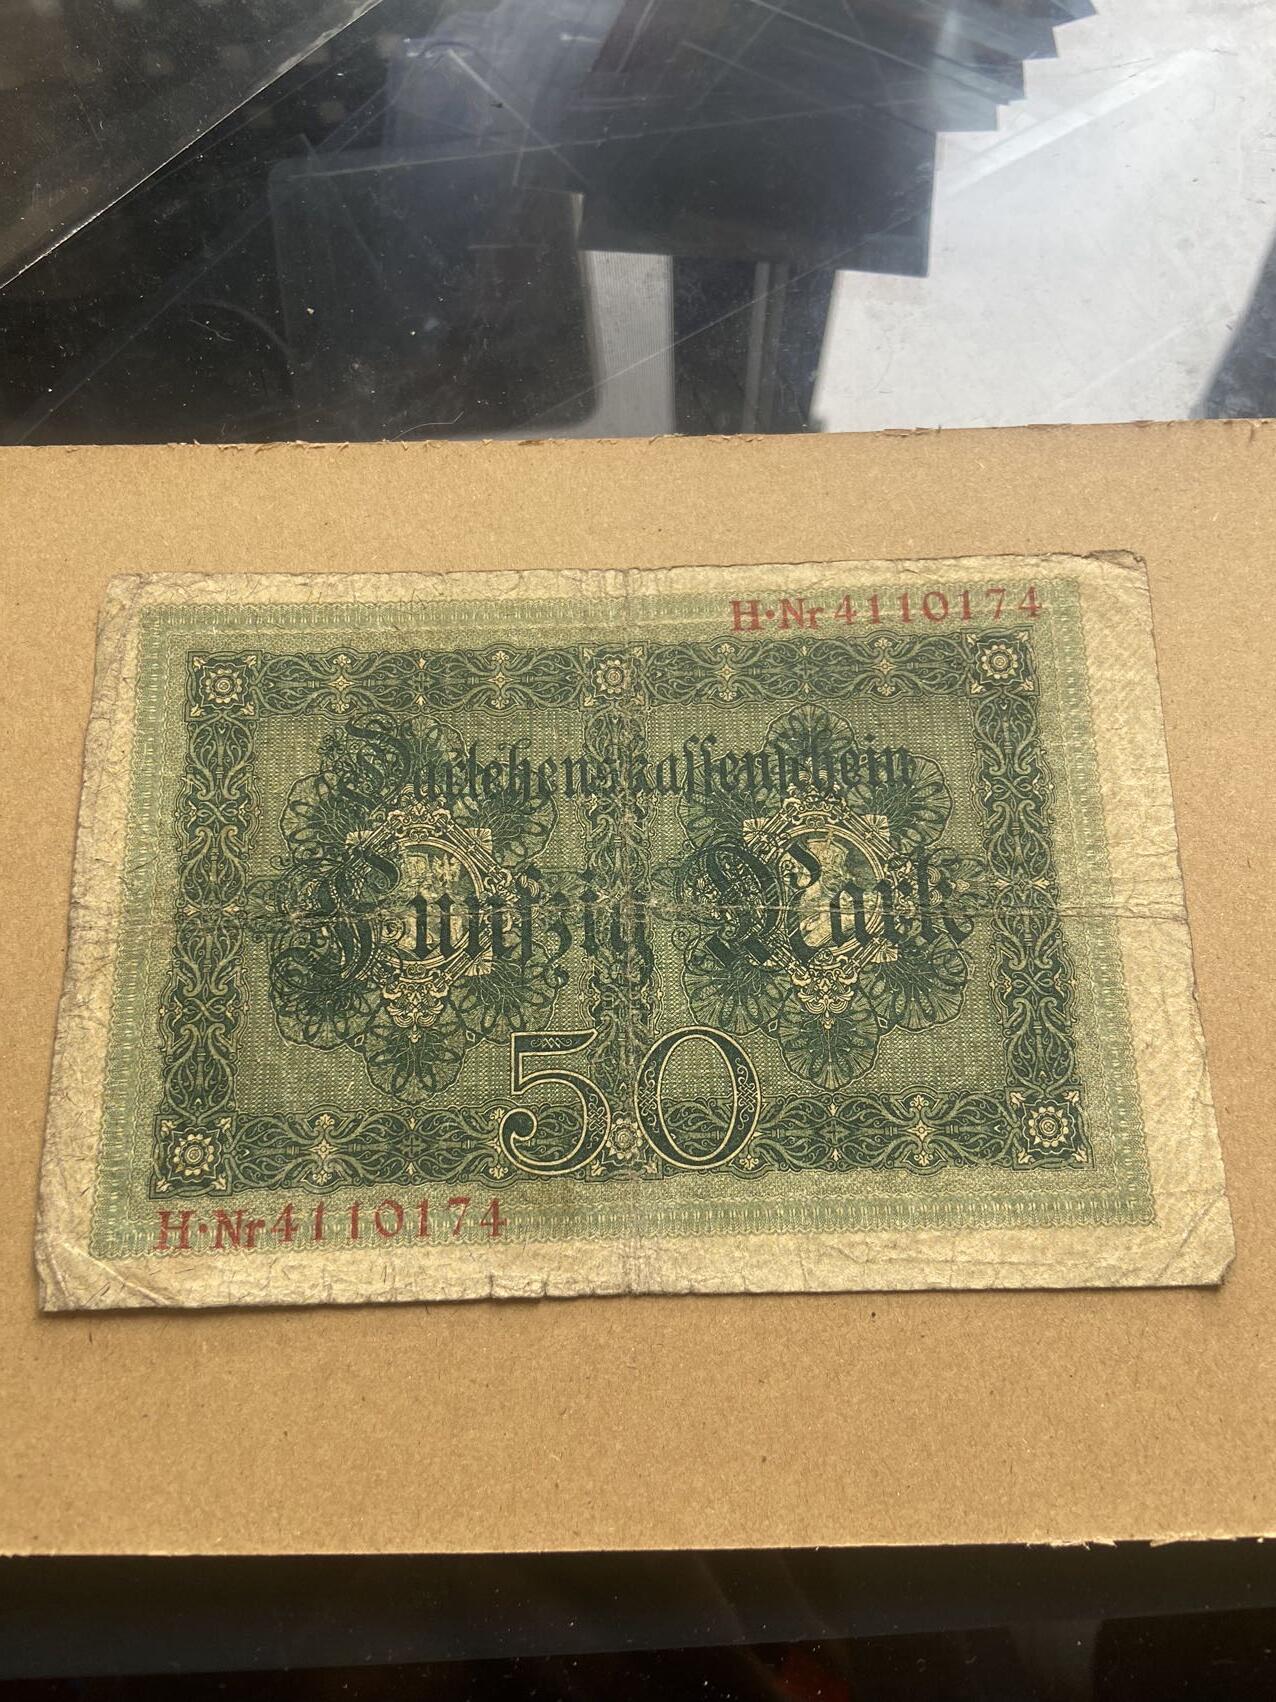 H·Nr 4110174
Darlehenskassenschein
Fünfzig Mark
50
H·Nr 4110174